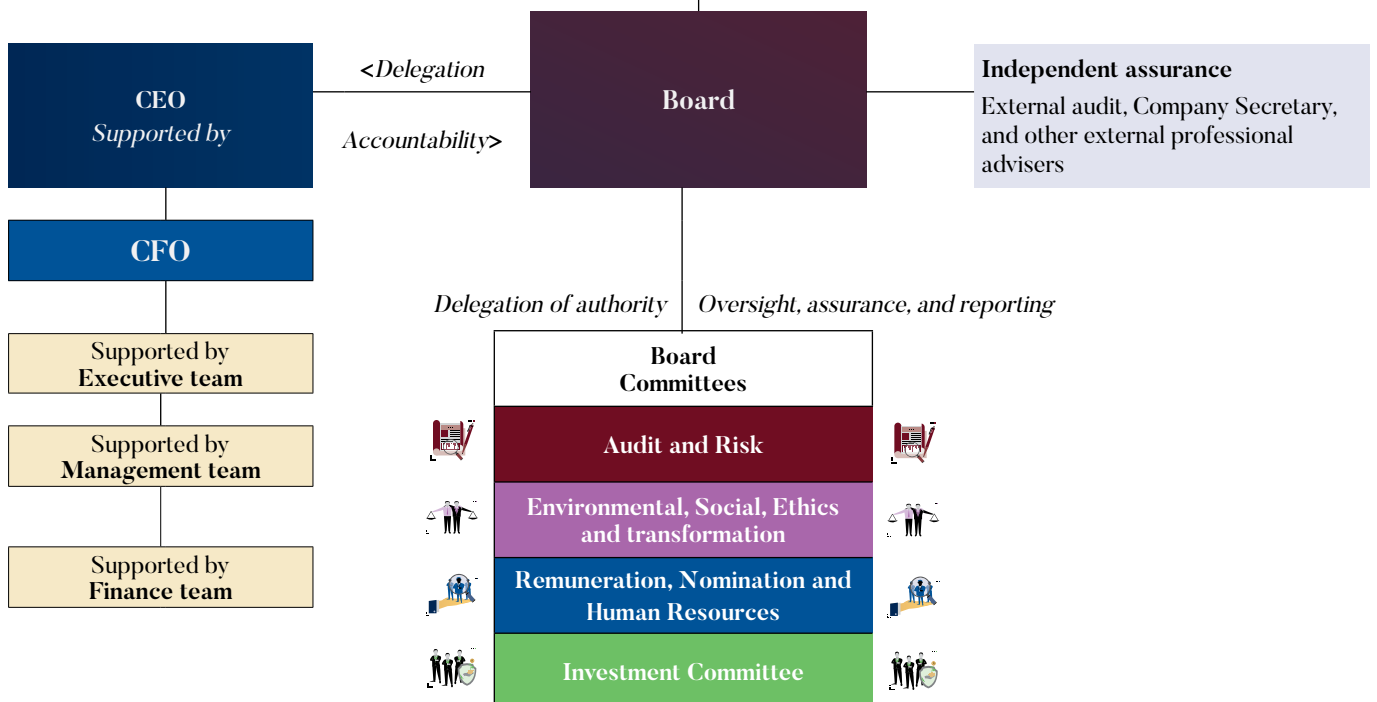 CEO
Supported by
<Delegation
Accountability>
Board
Independent assurance
External audit, Company Secretary,
and other external professional
advisers
CFO
Supported by
Executive team
Supported by
Management team
Supported by
Finance team
Delegation of authority
Oversight, assurance, and reporting
Board
Committees
Audit and Risk
Environmental, Social, Ethics
and transformation
Remuneration, Nomination and
Human Resources
Investment Committee